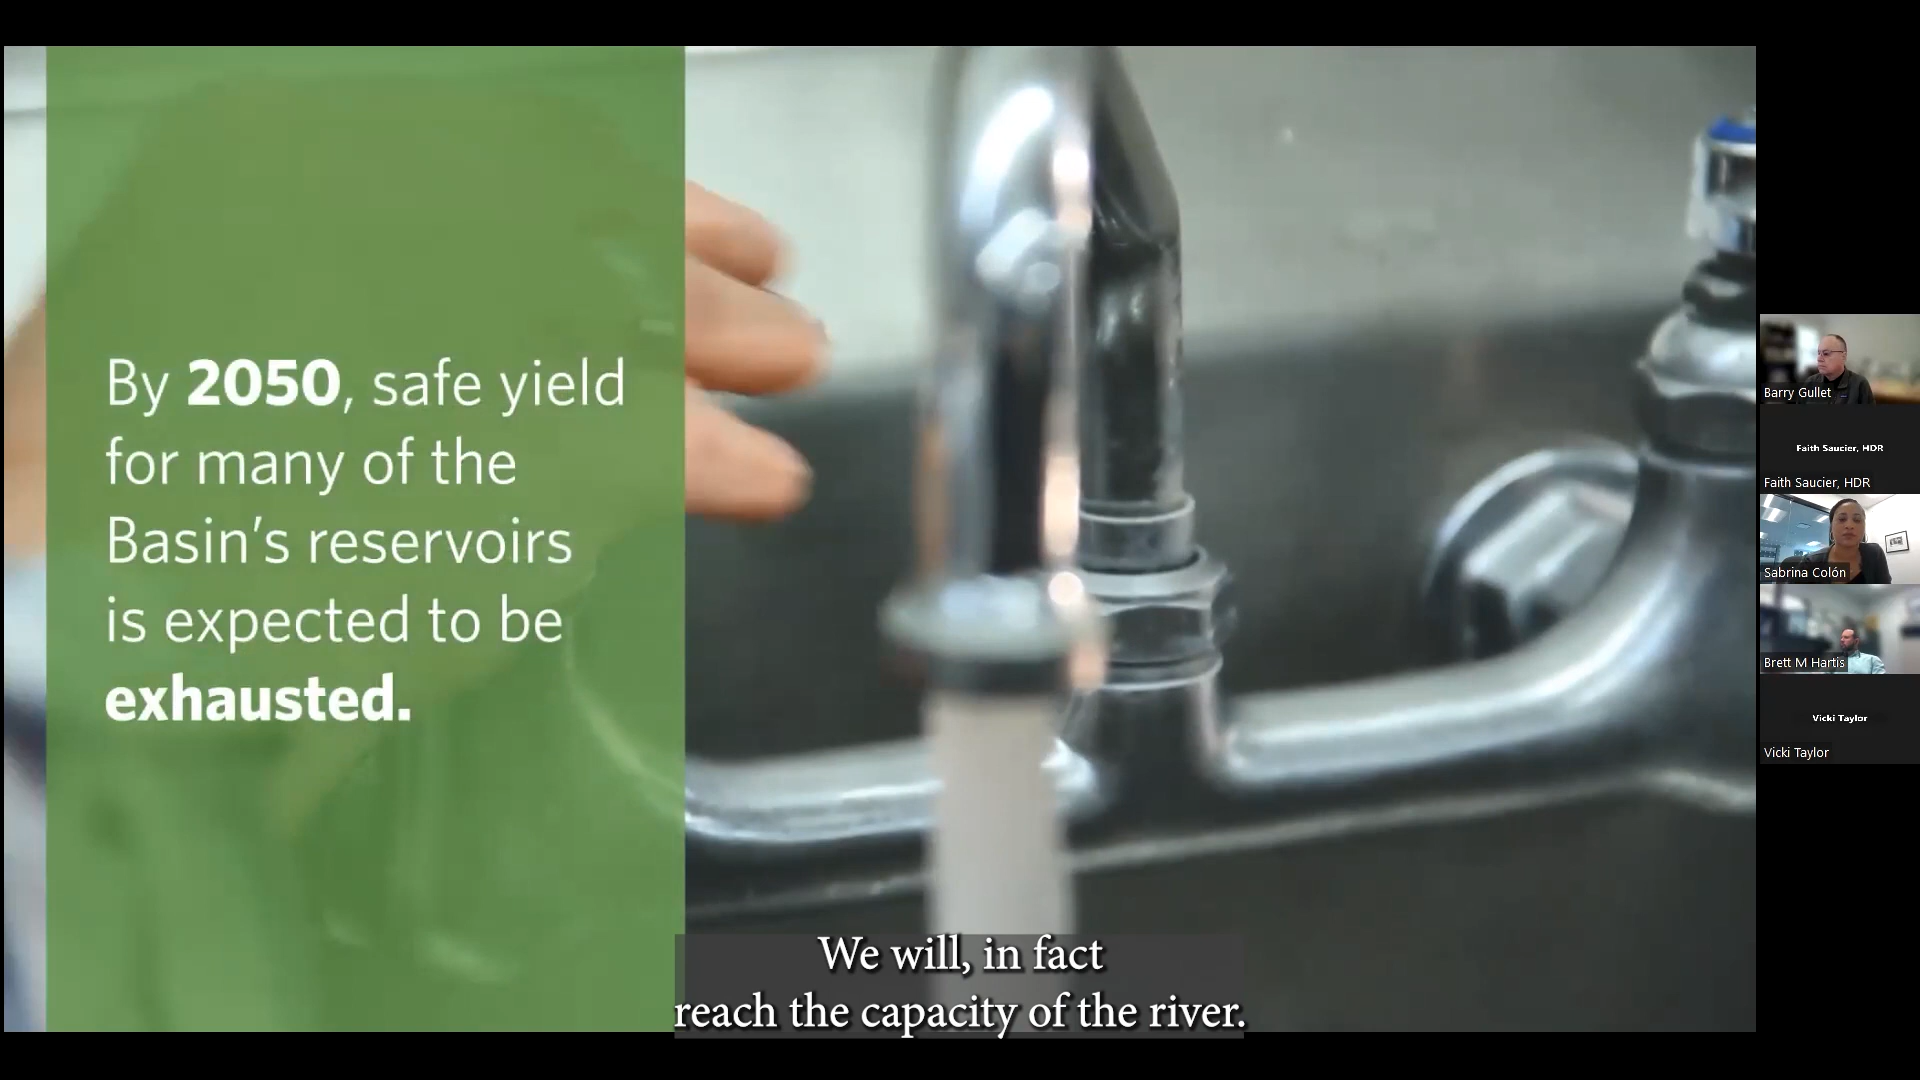 By 2050, safe yield
for many of the
Basin's reservoirs
is expected to be
exhausted.
We will, in fact
reach the capacity of the river.
Barry Gullet
Faith Saucier, HDR
Faith Saucier, HDR
Sabrina Colón
Brett M Hartis
Vicki Taylor
Vicki Taylor